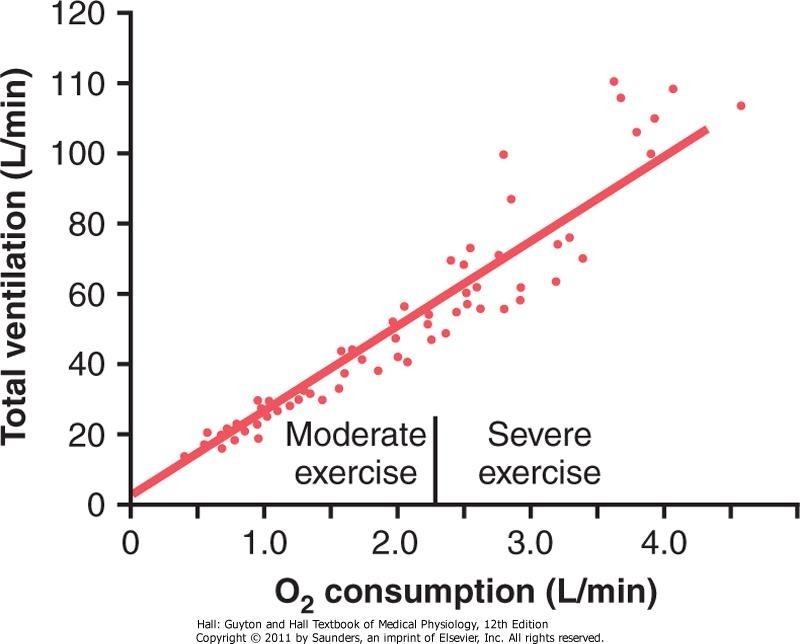 Total ventilation (L/min)
120
110
100
80
60
40
20
0
Moderate
exercise
Severe
exercise
0 1.0 2.0 3.0 4.0
O₂ consumption (L/min)
Hall: Guyton and Hall Textbook of Medical Physiology, 12th Edition
Copyright © 2011 by Saunders, an imprint of Elsevier, Inc. All rights reserved.